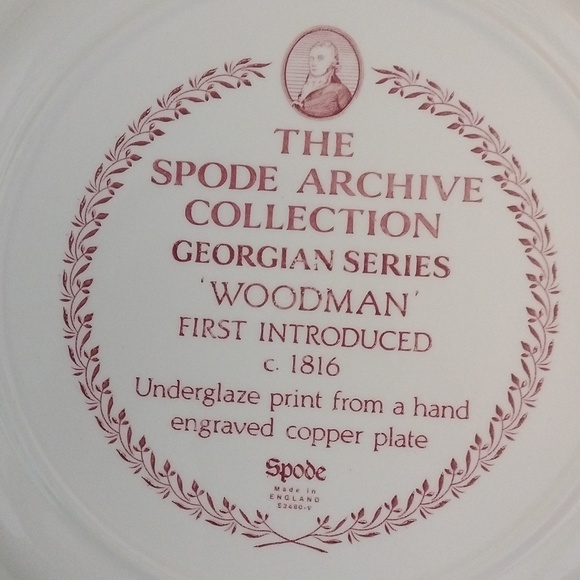 THE
SPODE ARCHIVE
COLLECTION
GEORGIAN SERIES
'WOODMAN'
FIRST INTRODUCED
c. 1816
Underglaze print from a hand
engraved copper plate
Spode
Made in
ENGLAND
E3460-V